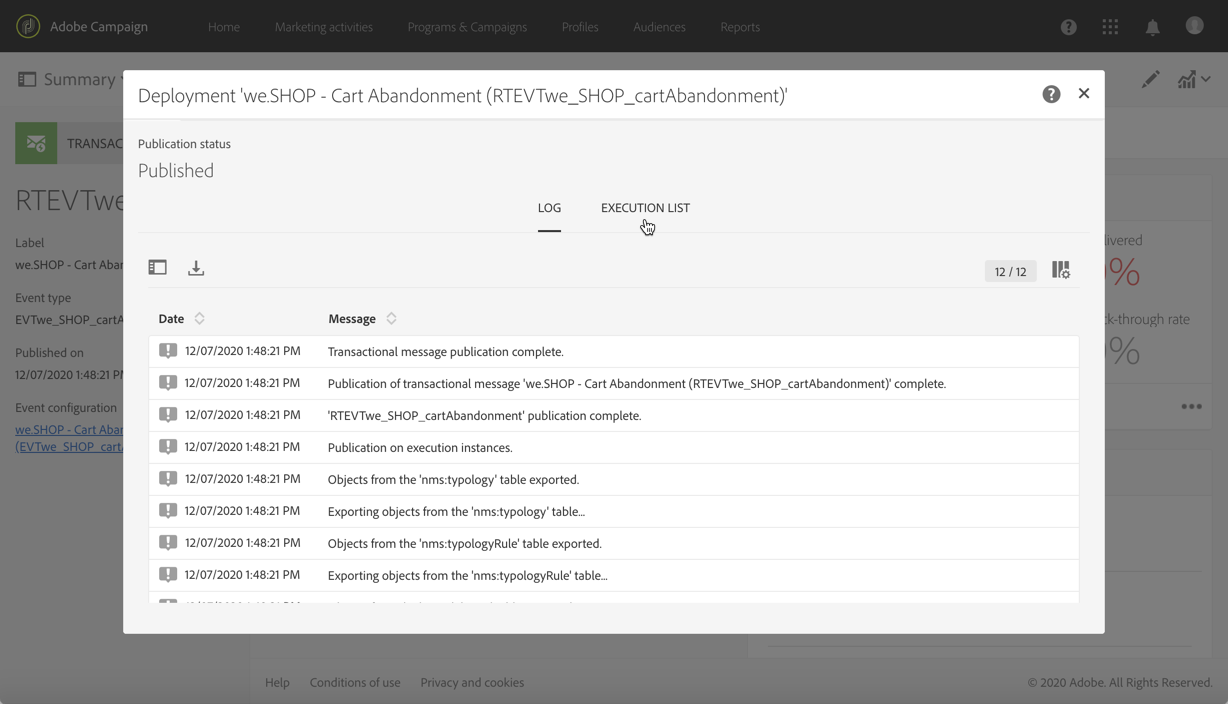 Adobe Campaign
Home
Marketing activities
Programs & Campaigns
Profiles
Audiences
Reports
Summary
Deployment 'we.SHOP - Cart Abandonment (RTEVTwe_SHOP_cartAbandonment)'
TRANSAC
RTEVTwe
Label
we.SHOP - Cart Aban
Event type
EVTwe_SHOP_cartA
Published on
12/07/2020 1:48:21 PM
Event configuration
we.SHOP - Cart Aban
(EVTwe_SHOP_carta
Publication status
Published
LOG
EXECUTION LIST
12 / 12
Date
Message
12/07/2020 1:48:21 PM Transactional message publication complete.
12/07/2020 1:48:21 PM Publication of transactional message 'we.SHOP - Cart Abandonment (RTEVTwe_SHOP_cartAbandonment)' complete.
12/07/2020 1:48:21 PM 'RTEVTwe_SHOP_cartAbandonment' publication complete.
12/07/2020 1:48:21 PM Publication on execution instances.
12/07/2020 1:48:21 PM Objects from the 'nms:typology' table exported.
12/07/2020 1:48:21 PM Exporting objects from the 'nms:typology' table...
12/07/2020 1:48:21 PM Objects from the 'nms:typologyRule' table exported.
12/07/2020 1:48:21 PM Exporting objects from the 'nms:typologyRule' table...
ivered
%
ck-through rate
%
Help
Conditions of use
Privacy and cookies
© 2020 Adobe. All Rights Reserved.